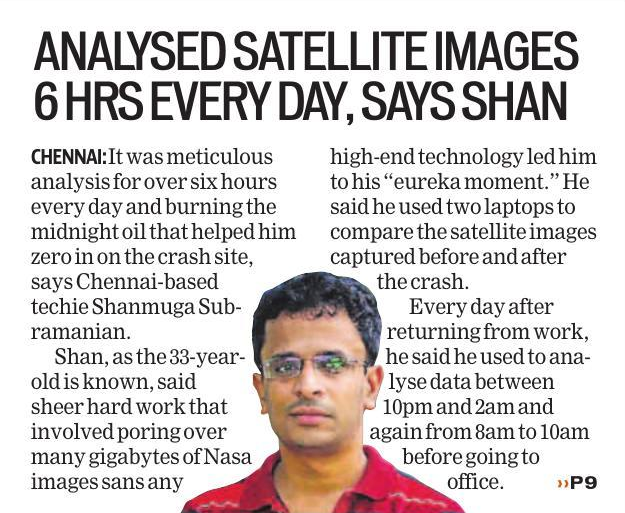 ANALYSED SATELLITE IMAGES
6 HRS EVERY DAY, SAYS SHAN
CHENNAI: It was meticulous
analysis for over six hours
every day and burning the
midnight oil that helped him
zero in on the crash site,
says Chennai-based
techie Shanmuga Sub-
ramanian.
Shan, as the 33-year-
old is known, said
sheer hard work that
involved poring over
many gigabytes of Nasa
images sans any
high-end technology led him
to his “eureka moment.” He
said he used two laptops to
compare the satellite images
captured before and after
the crash.
Every day after
returning from work,
he said he used to ana-
lyse data between
10pm and 2am and
again from 8am to 10am
before going to
office. ››P9